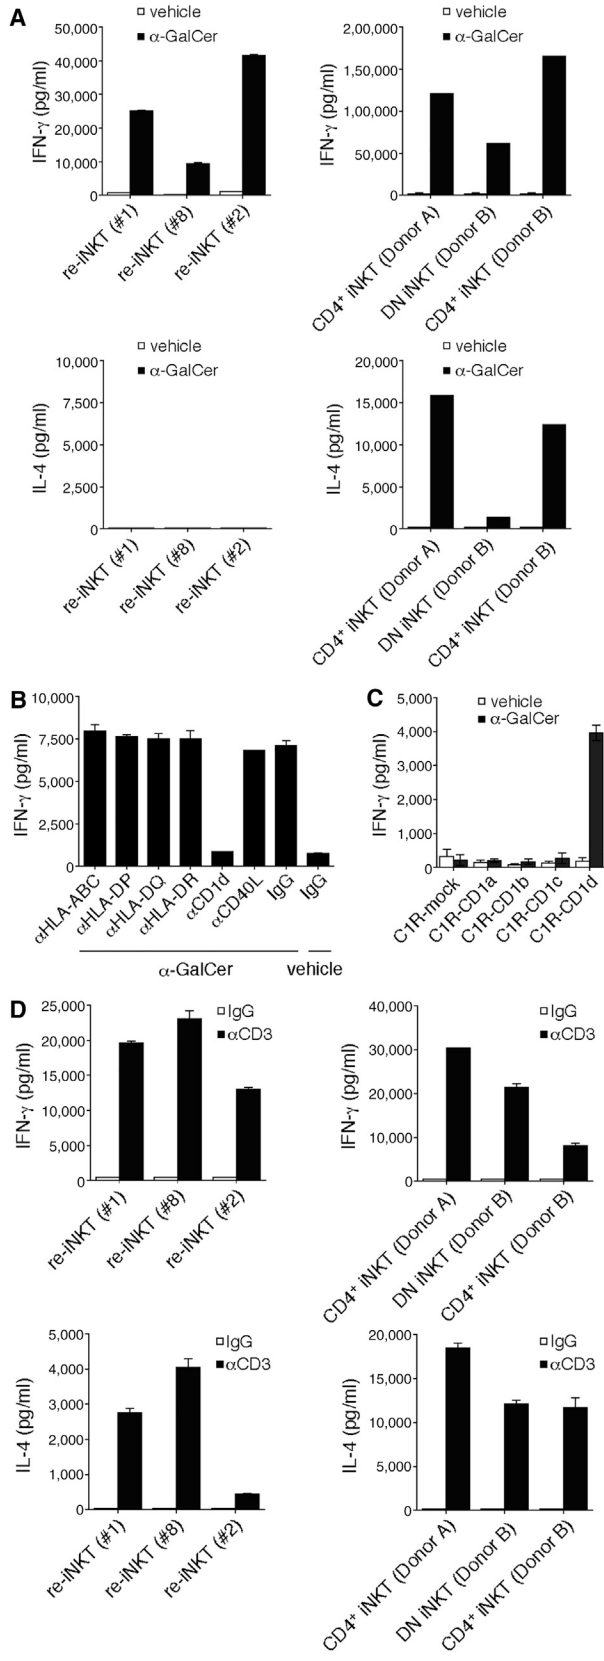 A
vehicle
α-GalCer
IFN-γ (pg/ml)
50,000
40,000
30,000
20,000
10,000
0
re-iNKT (#1)
re-iNKT (#8)
re-iNKT (#2)
vehicle
α-GalCer
IFN-γ (pg/ml)
2,00,000
1,50,000
1,00,000
50,000
0
CD4+ iNKT (Donor A)
DN iNKT (Donor B)
CD4+ iNKT (Donor B)
vehicle
α-GalCer
IL-4 (pg/ml)
10,000
7,500
5,000
2,500
0
re-iNKT (#1)
re-iNKT (#8)
re-iNKT (#2)
vehicle
α-GalCer
IL-4 (pg/ml)
20,000
15,000
10,000
5,000
0
CD4+ iNKT (Donor A)
DN iNKT (Donor B)
CD4+ iNKT (Donor B)
B
IFN-γ (pg/ml)
10,000
7,500
5,000
2,500
0
αHLA-ABC
αHLA-DP
αHLA-DQ
αHLA-DR
αCD1d
αCD40L
IgG
IgG
α-GalCer
vehicle
C
vehicle
α-GalCer
IFN-γ (pg/ml)
5,000
4,000
3,000
2,000
1,000
0
C1R-mock
C1R-CD1a
C1R-CD1b
C1R-CD1c
C1R-CD1d
D
IgG
αCD3
IFN-γ (pg/ml)
25,000
20,000
15,000
10,000
5,000
0
re-iNKT (#1)
re-iNKT (#8)
re-iNKT (#2)
IgG
αCD3
IFN-γ (pg/ml)
40,000
30,000
20,000
10,000
0
CD4+ iNKT (Donor A)
DN iNKT (Donor B)
CD4+ iNKT (Donor B)
IgG
αCD3
IL-4 (pg/ml)
5,000
4,000
3,000
2,000
1,000
0
re-iNKT (#1)
re-iNKT (#8)
re-iNKT (#2)
IgG
αCD3
IL-4 (pg/ml)
20,000
15,000
10,000
5,000
0
CD4+ iNKT (Donor A)
DN iNKT (Donor B)
CD4+ iNKT (Donor B)